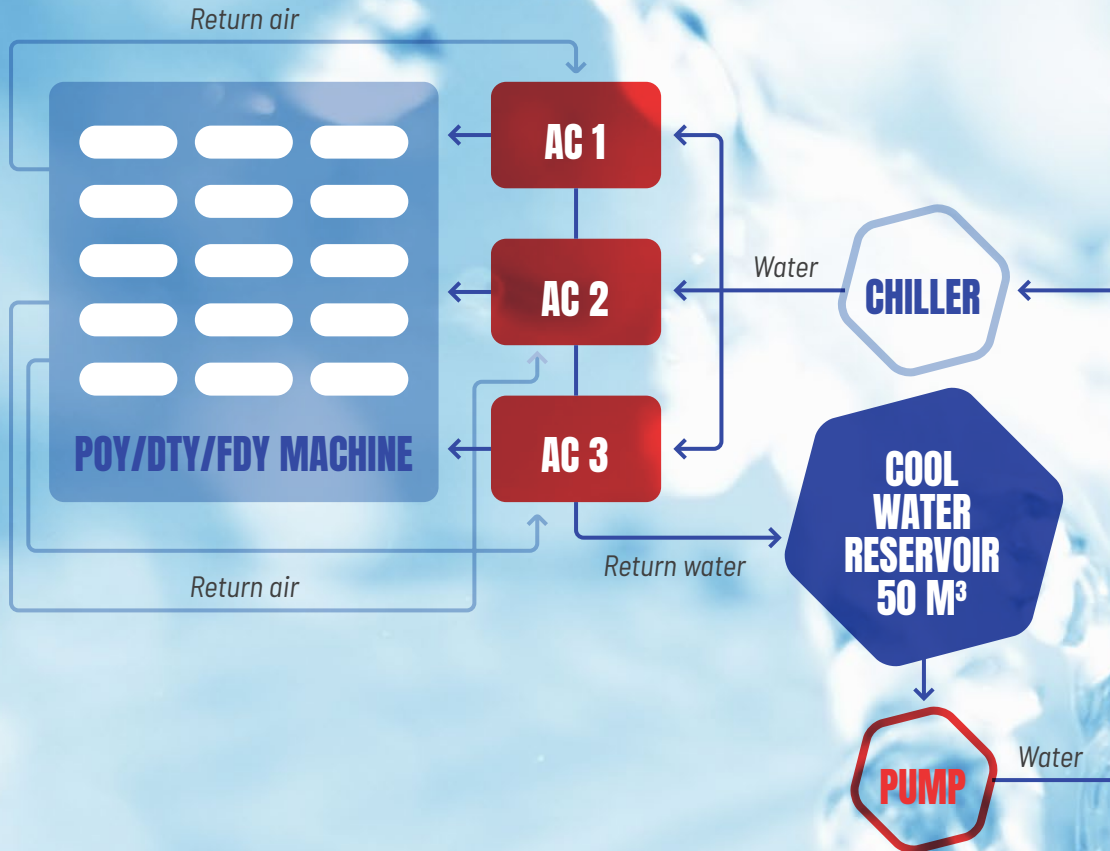 Return air
AC 1
AC 2
Water
CHILLER
AC 3
POY/DTY/FDY MACHINE
COOL
WATER
RESERVOIR
50 M³
Return water
Return air
PUMP
Water